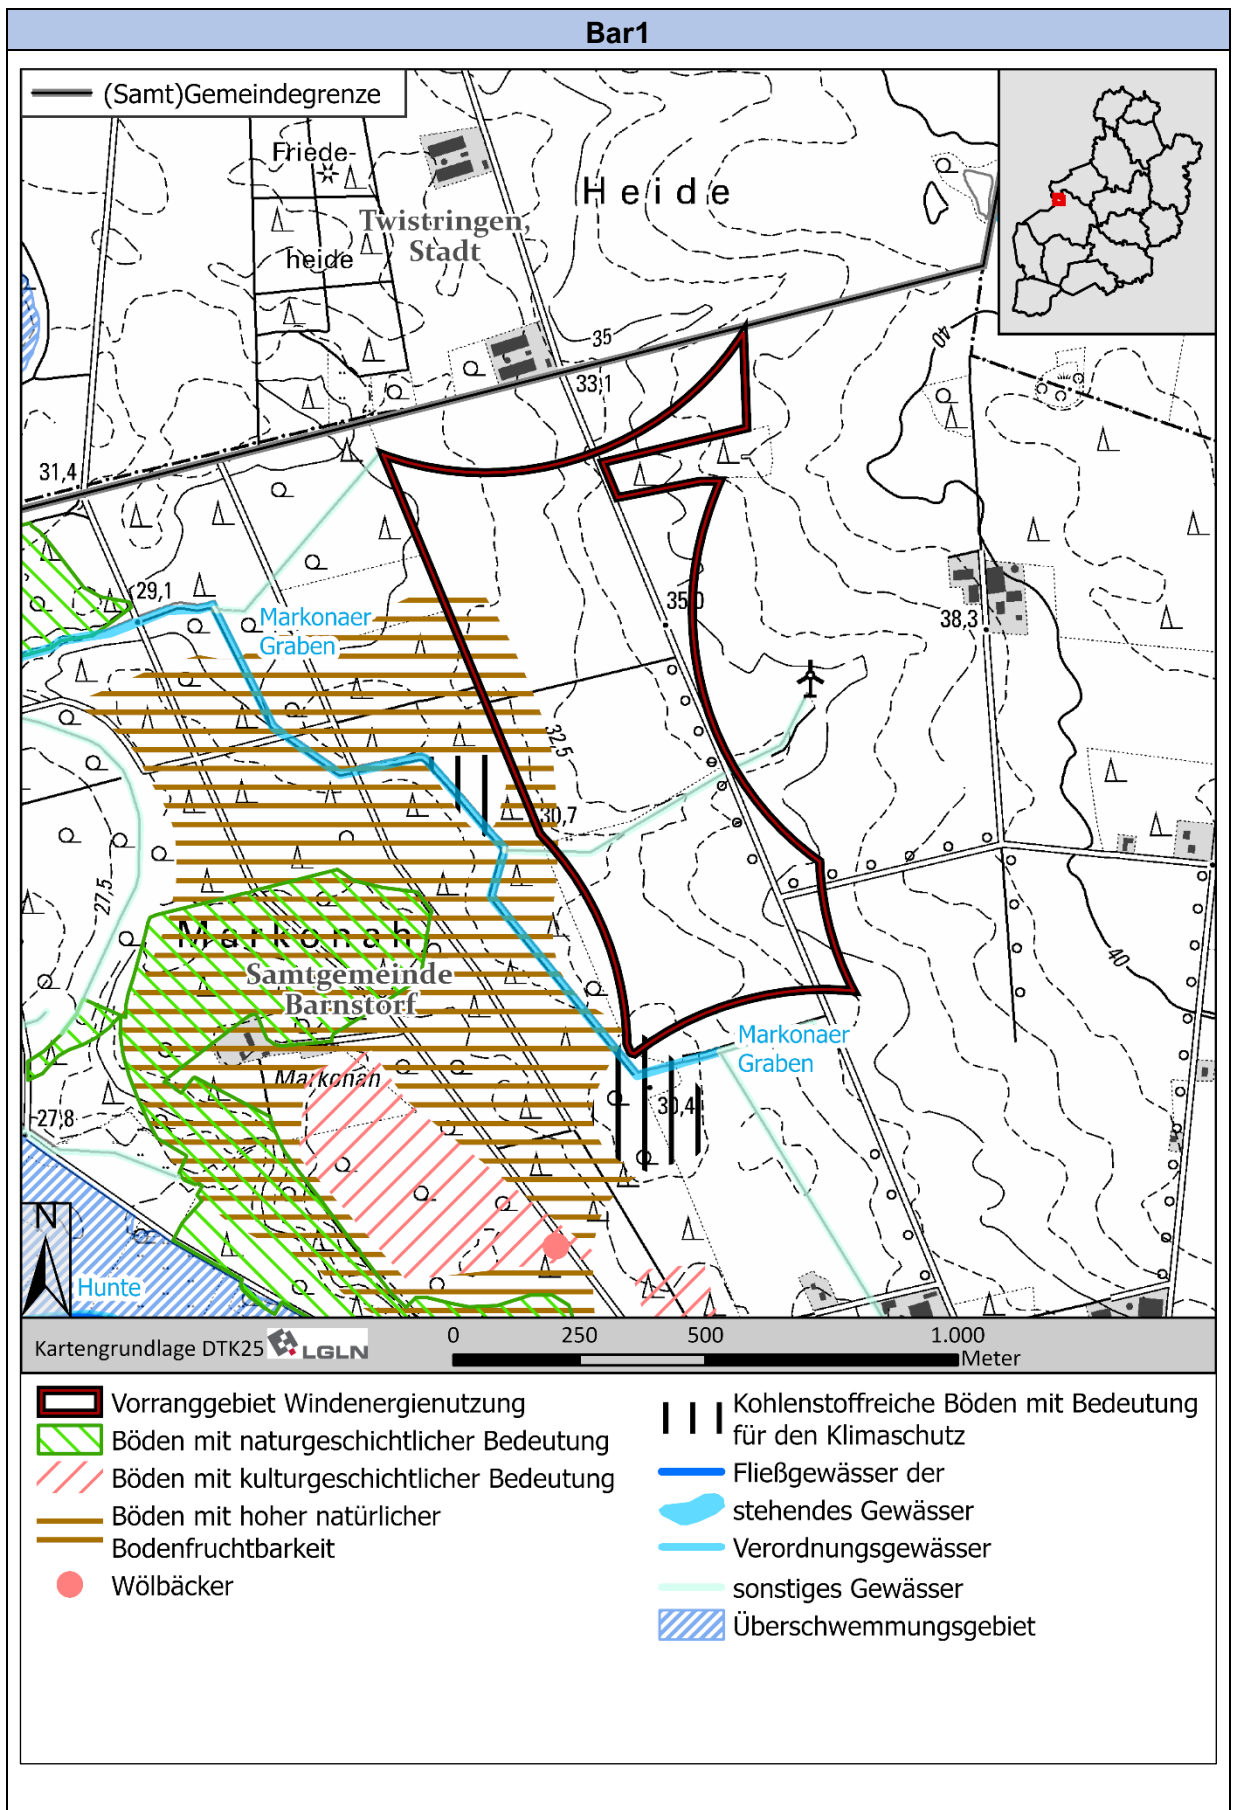 Bar1
(Samt)Gemeindegrenze
Friede-
heide
Heide
Twistringen,
Stadt
35
33,1
40
31,4
29,1
Markonaer
Graben
35,0
38,3
32,5
30,7
27,5
Markonah
Samtgemeinde
Barnstorf
40
Markonaer
Graben
Markonah
30,4
27,8
N
Hunte
Kartengrundlage DTK25 LGLN
0 250 500 1.000
Meter
Vorranggebiet Windenergienutzung
Böden mit naturgeschichtlicher Bedeutung
Böden mit kulturgeschichtlicher Bedeutung
Böden mit hoher natürlicher
Bodenfruchtbarkeit
Wölbäcker
Kohlenstoffreiche Böden mit Bedeutung
für den Klimaschutz
Fließgewässer der
stehendes Gewässer
Verordnungsgewässer
sonstiges Gewässer
Überschwemmungsgebiet